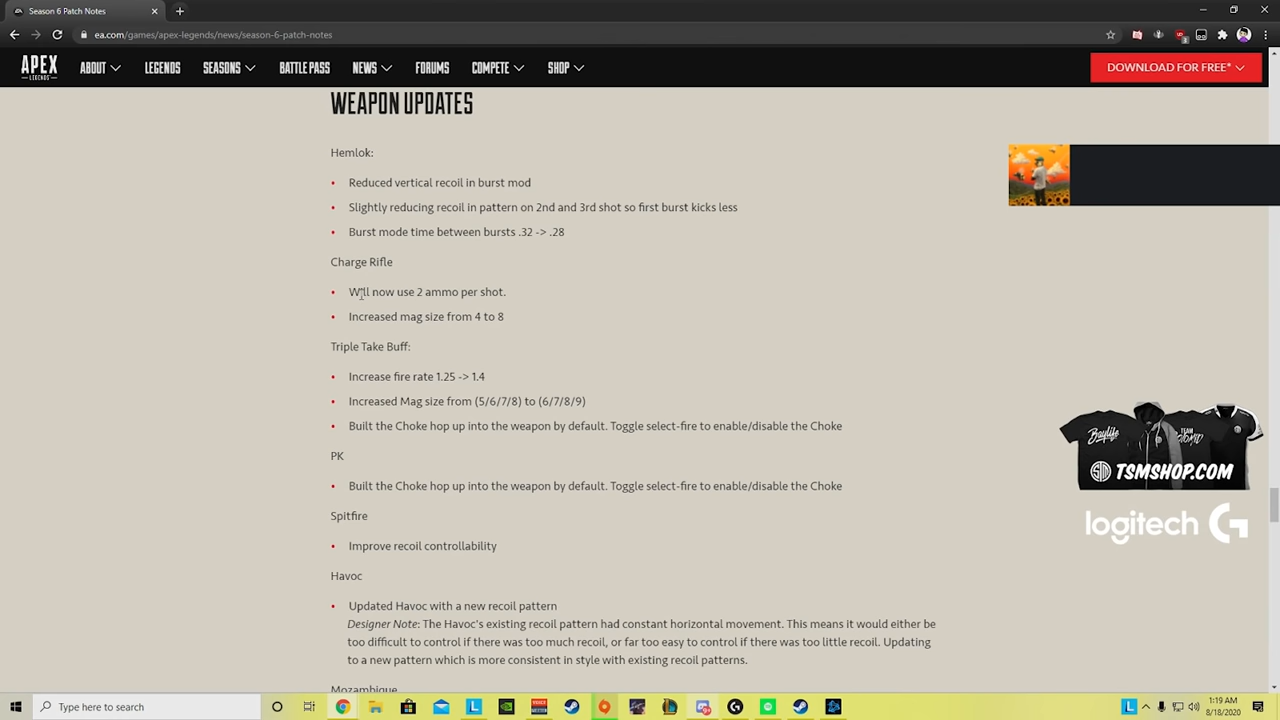 Season 6 Patch Notes
ea.com/games/apex-legends/news/season-6-patch-notes
APEX
LEGENDS
ABOUT
LEGENDS
SEASONS
BATTLE PASS
NEWS
FORUMS
COMPETE
SHOP
DOWNLOAD FOR FREE*
WEAPON UPDATES
Hemlok:
• Reduced vertical recoil in burst mod
• Slightly reducing recoil in pattern on 2nd and 3rd shot so first burst kicks less
• Burst mode time between bursts .32 -> .28
Charge Rifle
• Will now use 2 ammo per shot.
• Increased mag size from 4 to 8
Triple Take Buff:
• Increase fire rate 1.25 -> 1.4
• Increased Mag size from (5/6/7/8) to (6/7/8/9)
• Built the Choke hop up into the weapon by default. Toggle select-fire to enable/disable the Choke
PK
• Built the Choke hop up into the weapon by default. Toggle select-fire to enable/disable the Choke
Spitfire
• Improve recoil controllability
Havoc
• Updated Havoc with a new recoil pattern
Designer Note: The Havoc's existing recoil pattern had constant horizontal movement. This means it would either be
too difficult to control if there was too much recoil, or far too easy to control if there was too little recoil. Updating
to a new pattern which is more consistent in style with existing recoil patterns.
Mozambique
Baylife
TSM
TSMSHOP.COM
logitech G
Type here to search
1:19 AM
8/18/2020